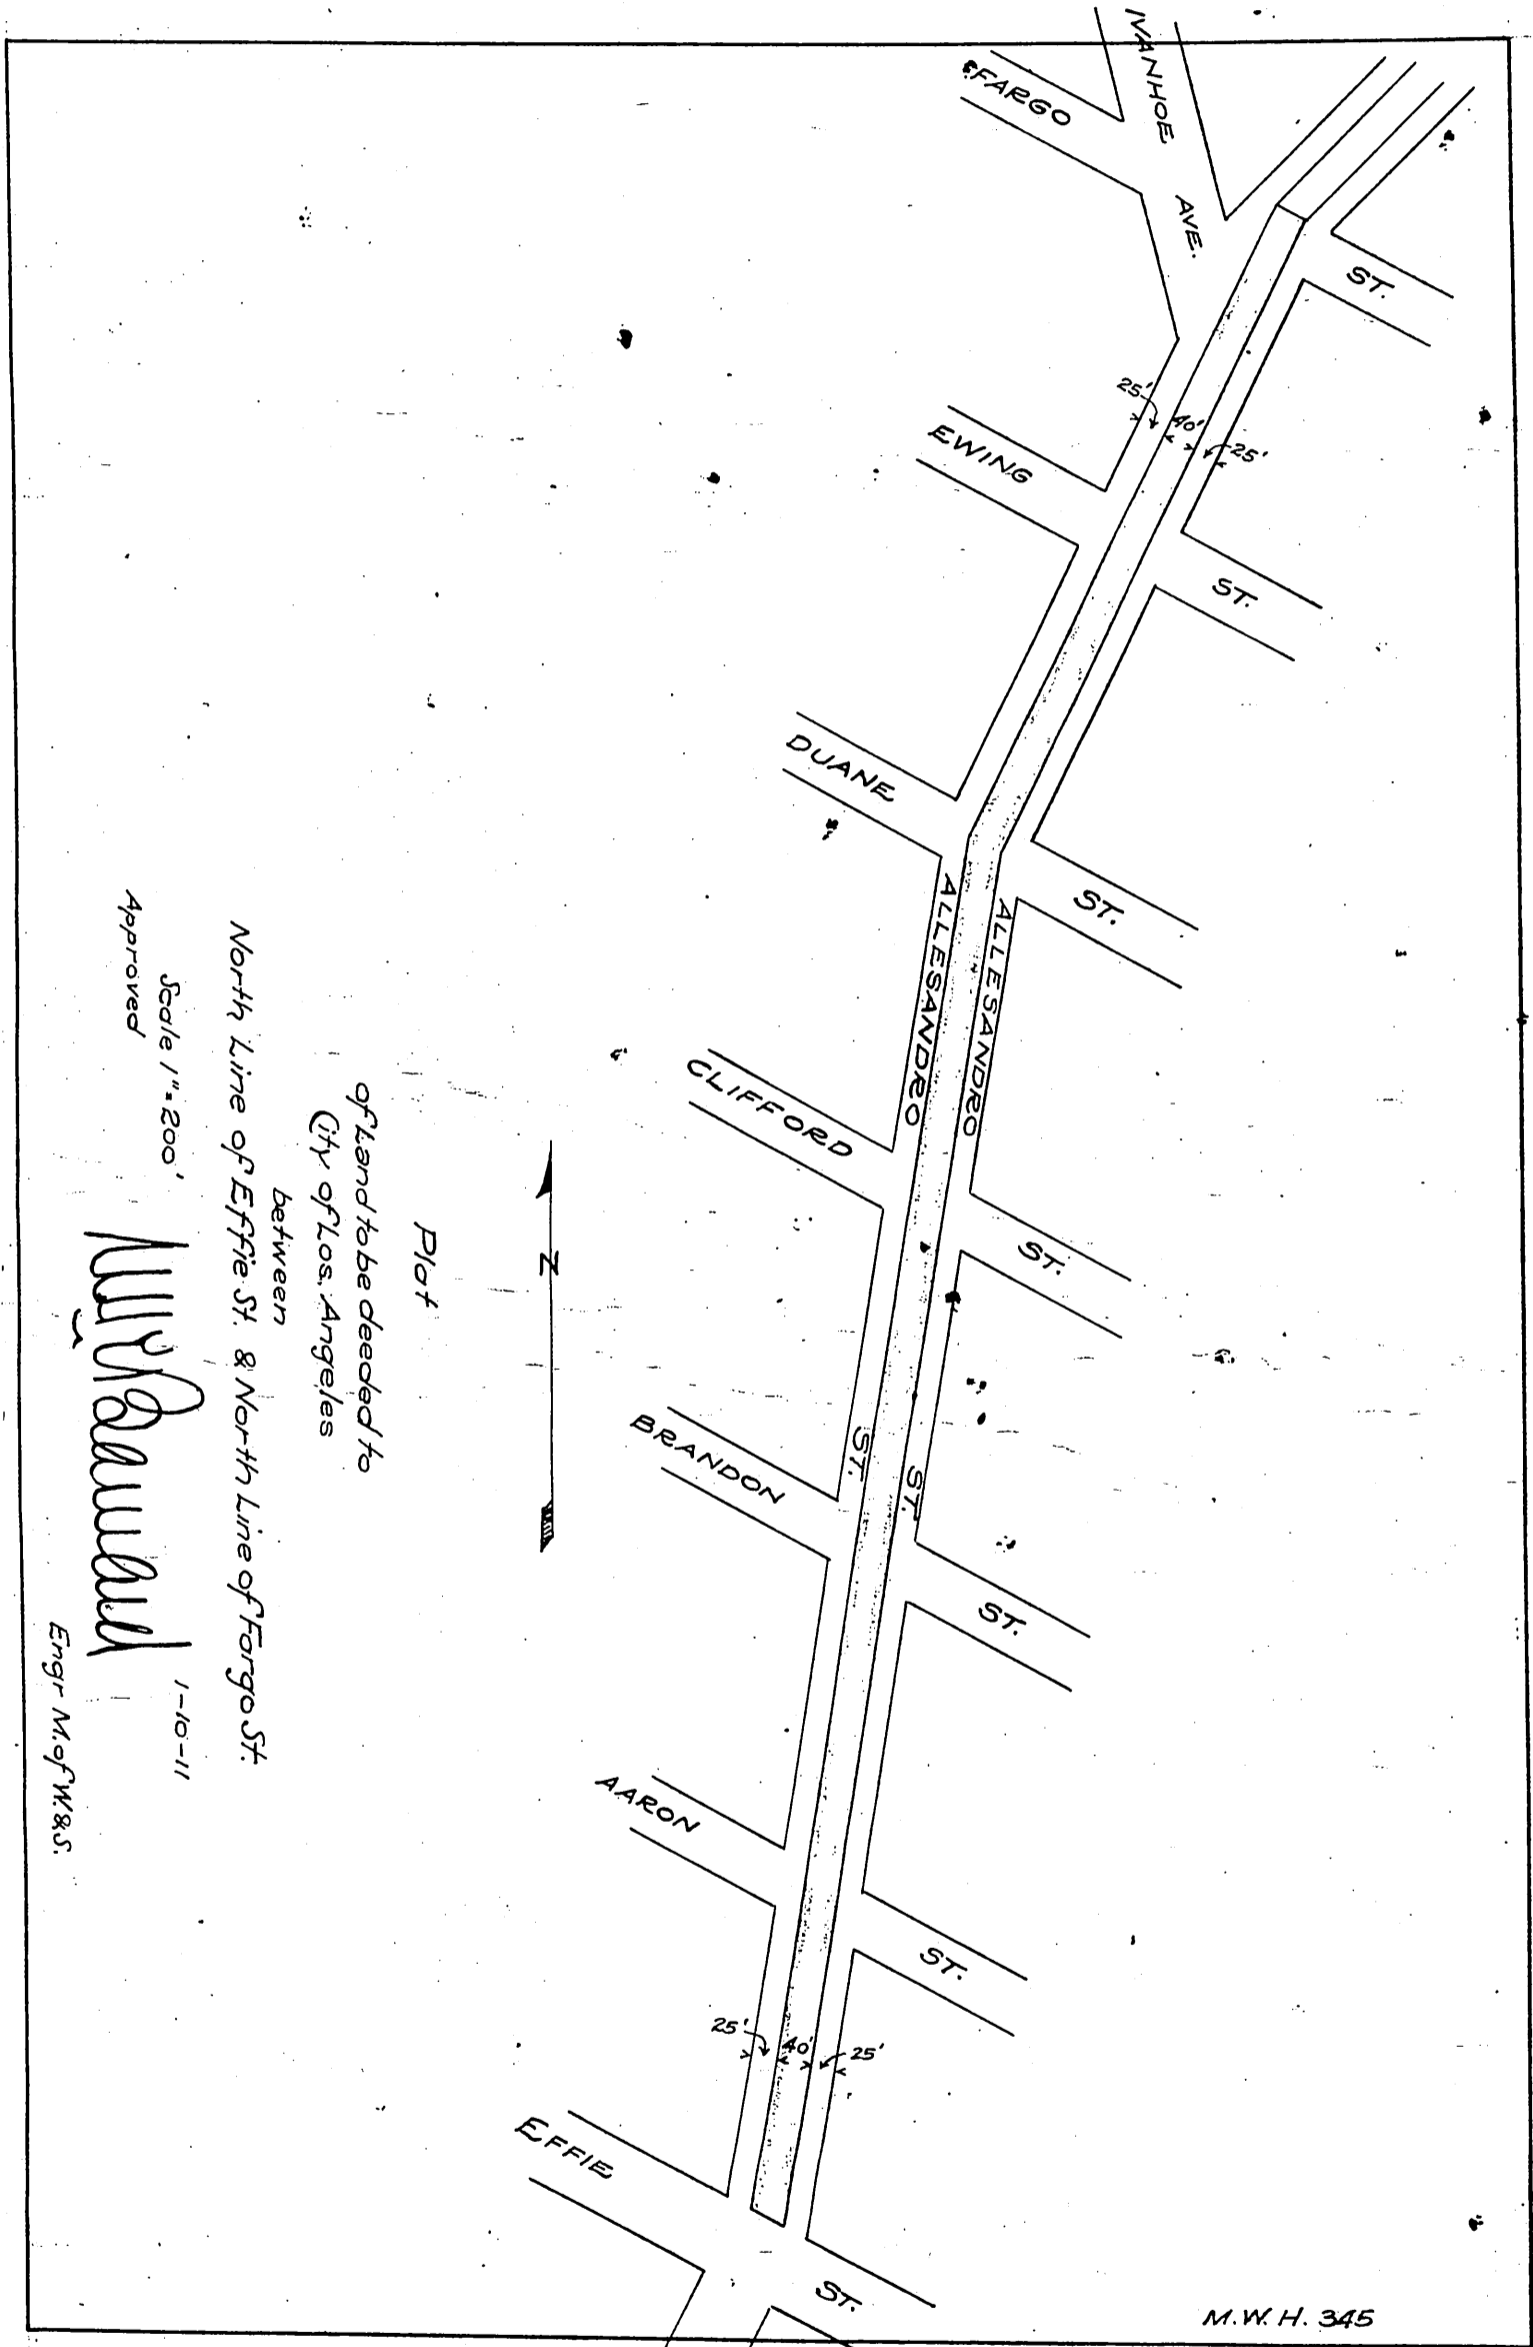 IVANHOE AVE.
FARGO ST.
25' 40' 25'
EWING ST.
DUANE ST.
ALLESANDRO ST.
ALLESANDRO ST.
CLIFFORD ST.
BRANDON ST.
AARON ST.
25' 40' 25'
EFFIE ST.
N
Plat
of Land to be deeded to
City of Los. Angeles
between
North Line of Effie St. & North Line of Fargo St.
Scale 1"=200'
Approved
1-10-11
Engr M. of W. & S.
M.W.H. 345